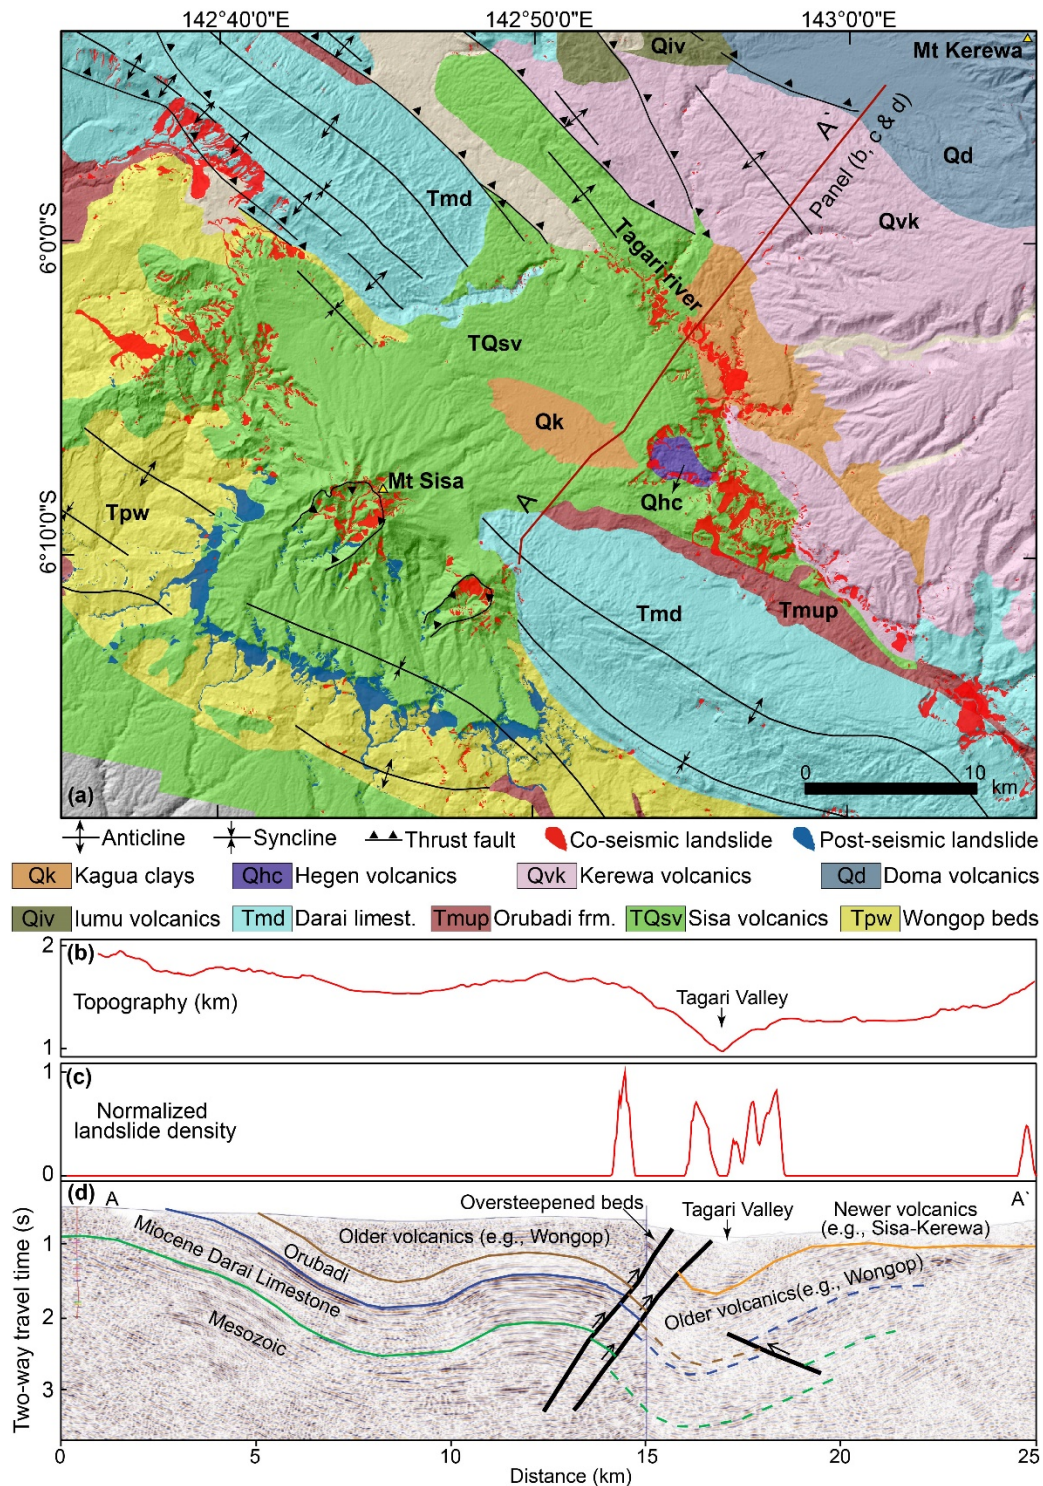 142°40'0"E 142°50'0"E 143°0'0"E
Qiv
Mt Kerewa
A`
Panel (b, c & d)
Qd
Tmd
Qvk
6°0'0"S
Tagari river
TQsv
Qk
Mt Sisa
A
Qhc
6°10'0"S
Tpw
Tmd
Tmup
0 10
km
(a)
Anticline Syncline Thrust fault Co-seismic landslide Post-seismic landslide
Qk Kagua clays Qhc Hegen volcanics Qvk Kerewa volcanics Qd Doma volcanics
Qiv Iumu volcanics Tmd Darai limest. Tmup Orubadi frm. TQsv Sisa volcanics Tpw Wongop beds
2
(b)
Topography (km)
Tagari Valley
1
1
(c)
Normalized
landslide density
0
(d)
A
Oversteepened beds
Tagari Valley
Newer volcanics
(e.g., Sisa-Kerewa)
A`
Older volcanics (e.g., Wongop)
Orubadi
Miocene Darai Limestone
Mesozoic
Older volcanics(e.g., Wongop)
Two-way travel time (s)
1
2
3
0 5 10 15 20 25
Distance (km)